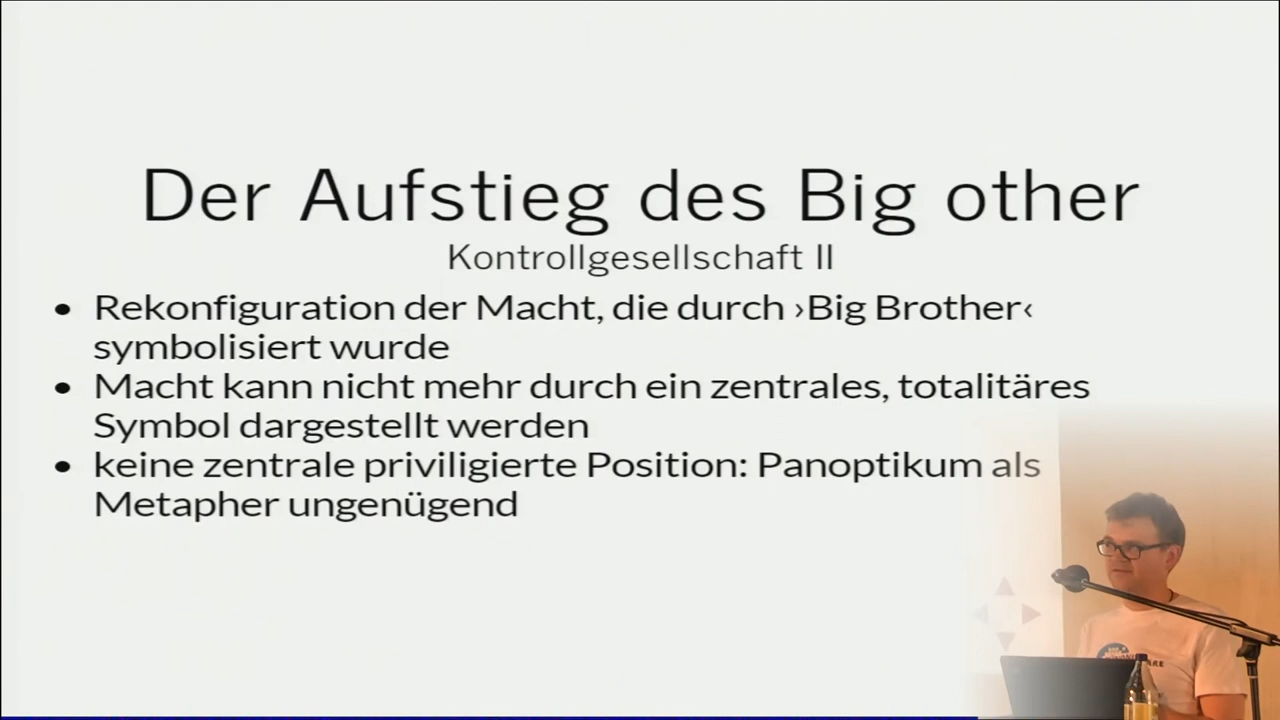 Der Aufstieg des Big other
Kontrollgesellschaft II
• Rekonfiguration der Macht, die durch ›Big Brother‹
symbolisiert wurde
• Macht kann nicht mehr durch ein zentrales, totalitäres
Symbol dargestellt werden
• keine zentrale priviligierte Position: Panoptikum als
Metapher ungenügend